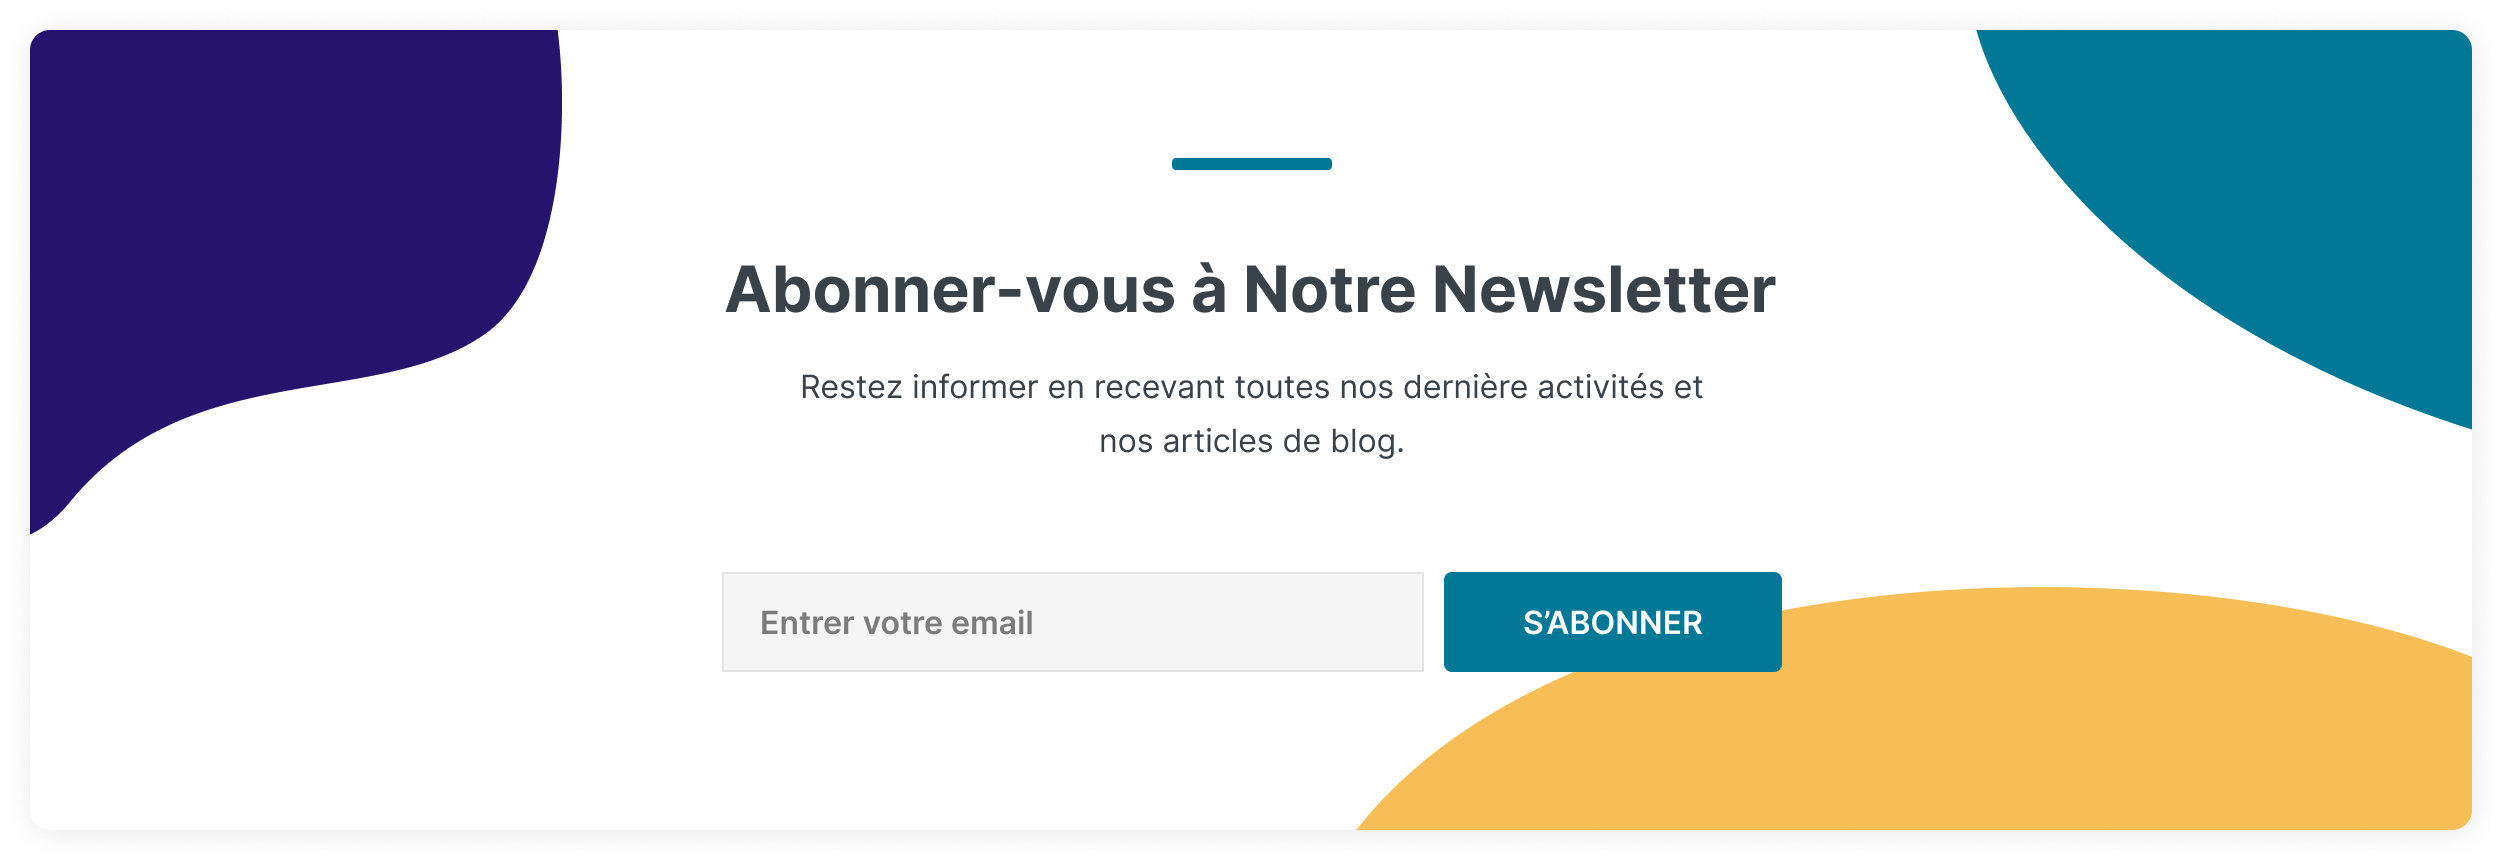 Abonner-vous à Notre Newsletter
Restez informer en recevant toutes nos dernière activités et
nos articles de blog.
Entrer votre email
S’ABONNER